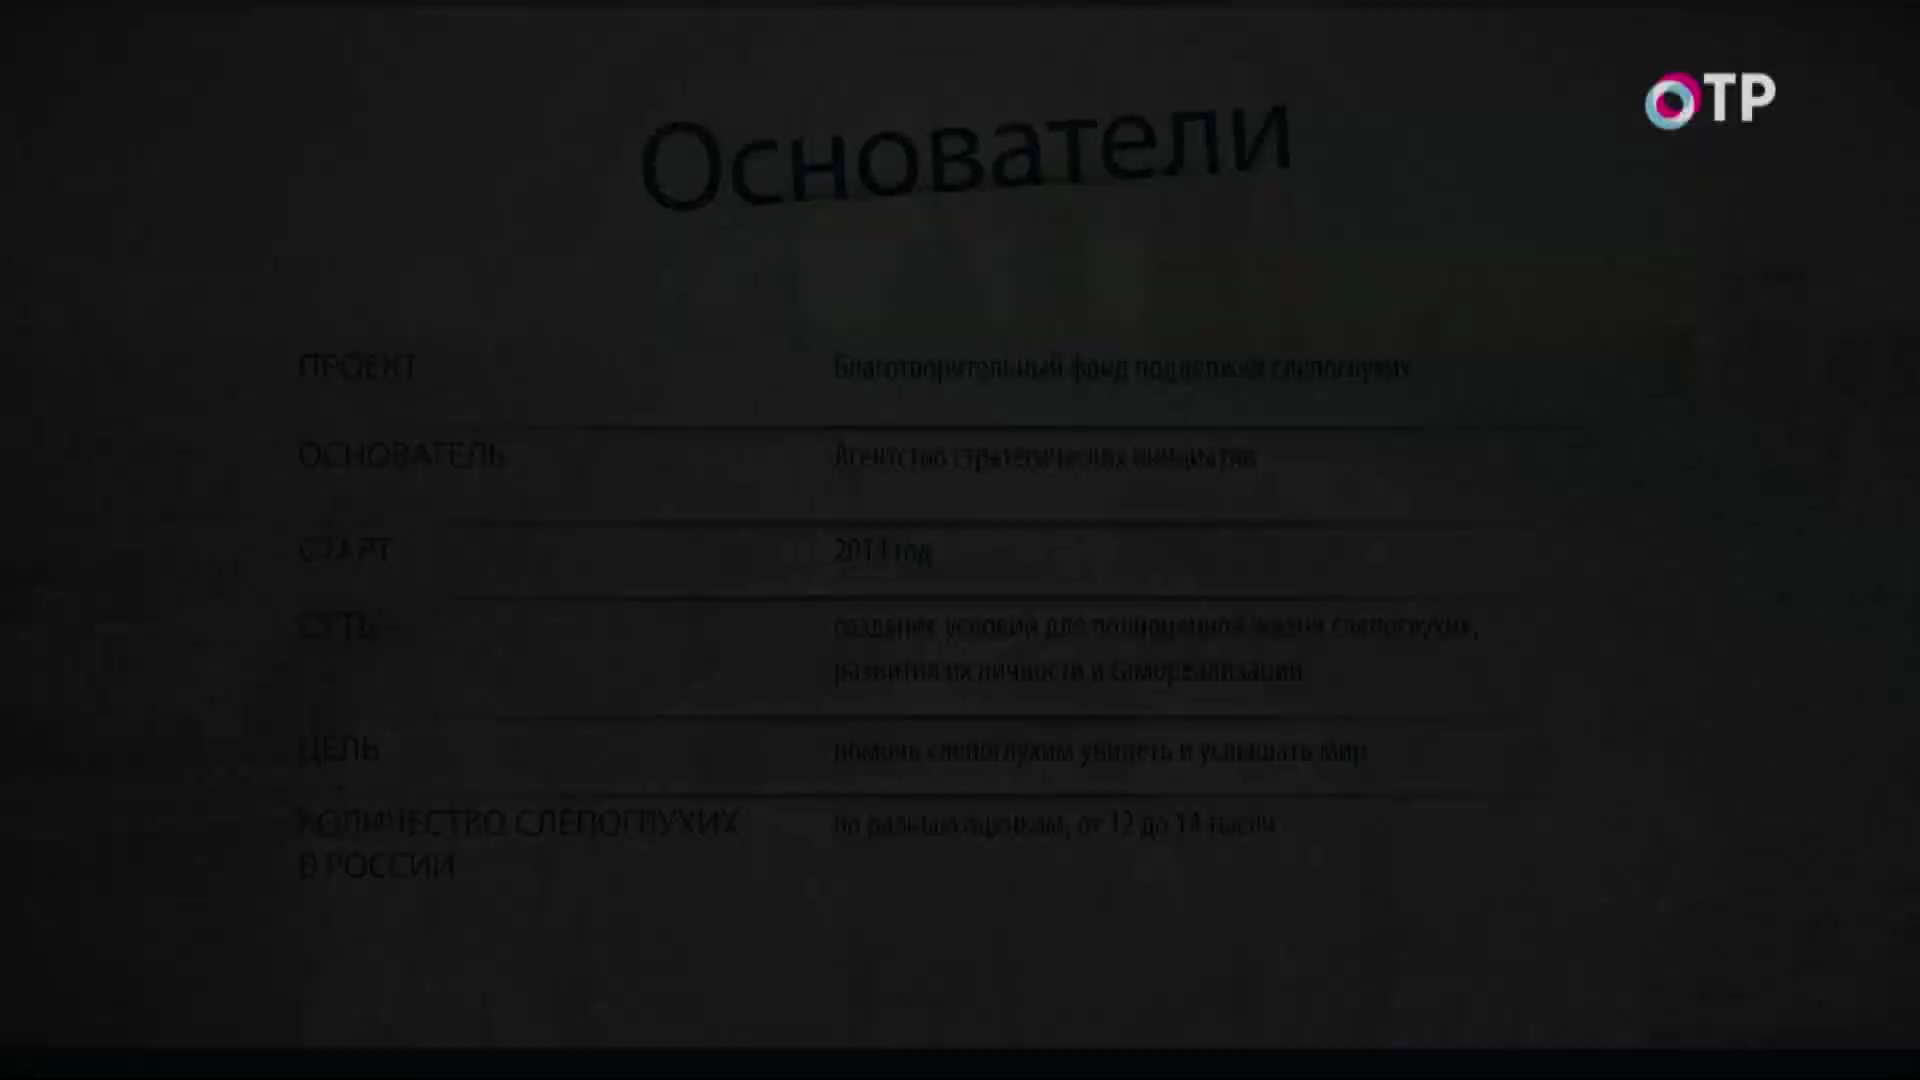 ОТР
Основатели
ПРОЕКТ
Благотворительный фонд поддержки слепоглухих
ОСНОВАТЕЛЬ
Агентство стратегических инициатив
СТАРТ
год
СУТЬ
создание условий для полноценной жизни слепоглухих,
развития их личности и самореализации
ЦЕЛЬ
помочь слепоглухим увидеть и услышать мир
КОЛИЧЕСТВО СЛЕПОГЛУХИХ
В РОССИИ
по разным оценкам, от 12 до 14 тысяч